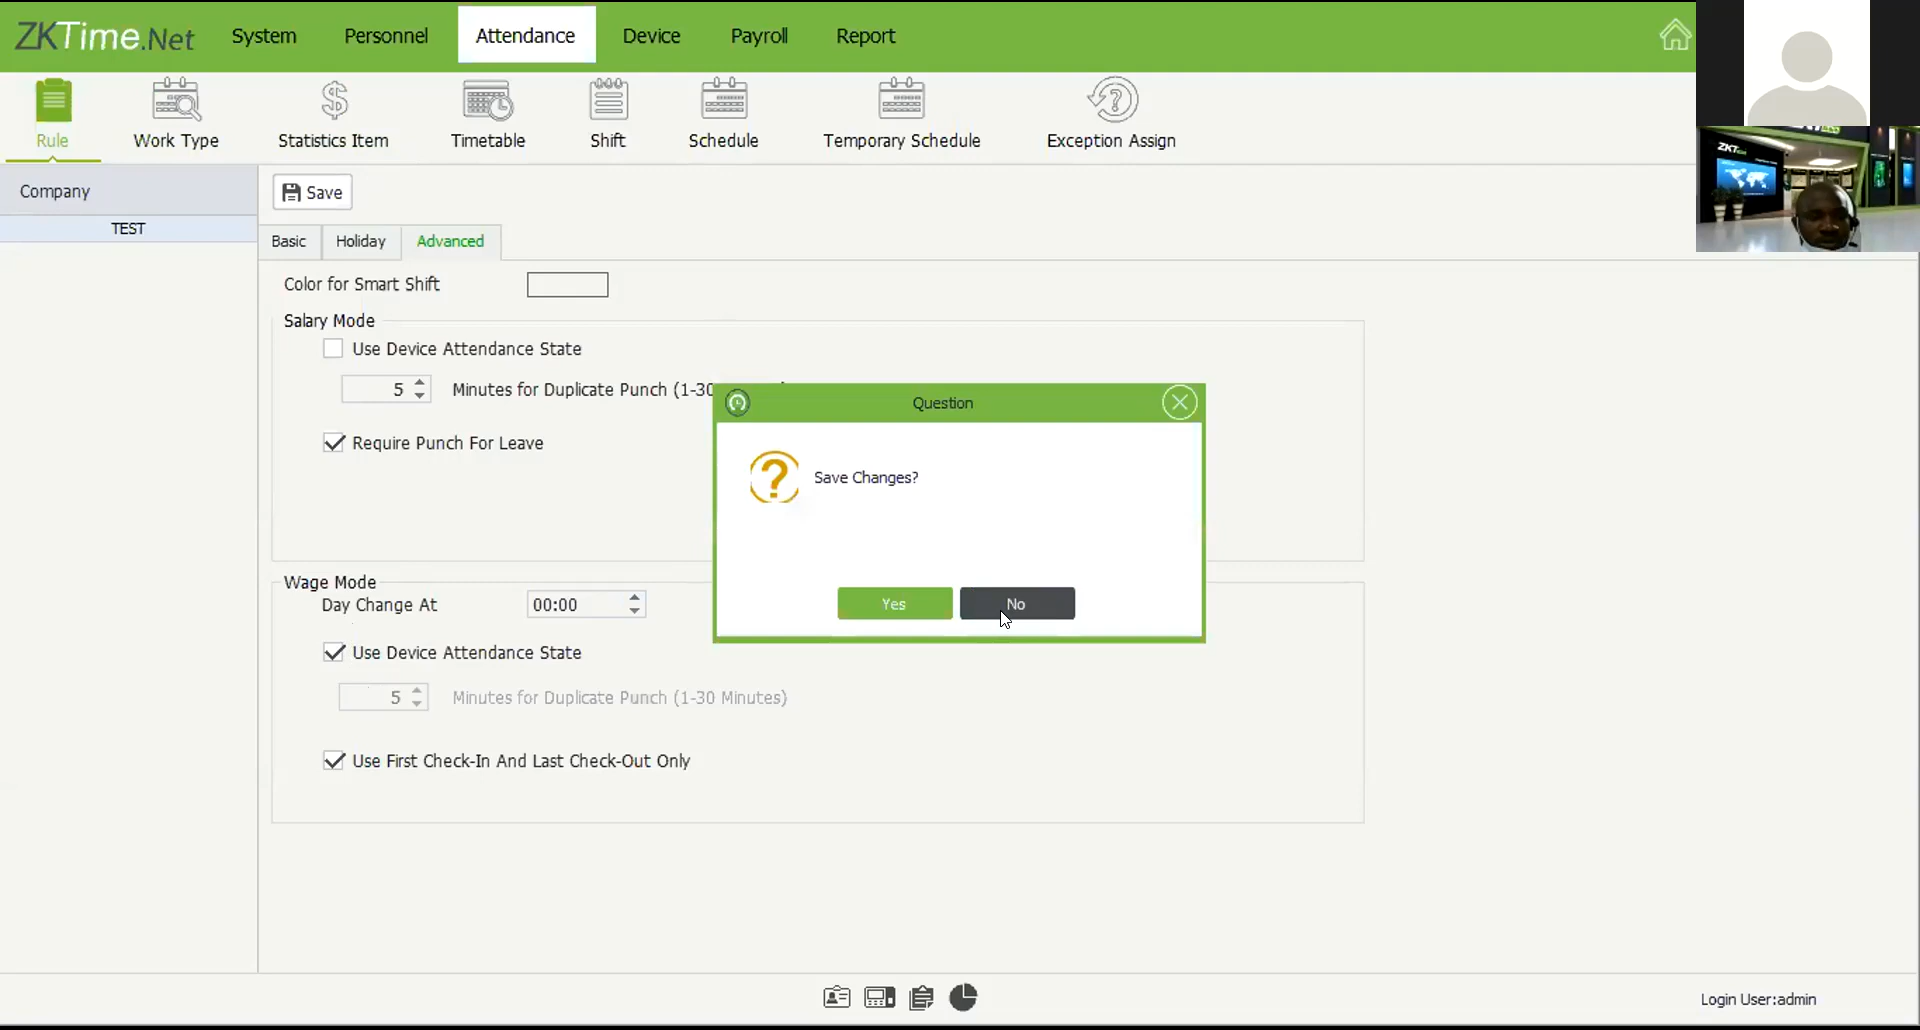 ZKTime.Net System Personnel Attendance Device Payroll Report
Rule Work Type Statistics Item Timetable Shift Schedule Temporary Schedule Exception Assign
Company
TEST
Save
Basic Holiday Advanced
Color for Smart Shift
Salary Mode
Use Device Attendance State
5 Minutes for Duplicate Punch (1-30
Require Punch For Leave
Question
Save Changes?
Yes No
Wage Mode
Day Change At 00:00
Use Device Attendance State
5 Minutes for Duplicate Punch (1-30 Minutes)
Use First Check-In And Last Check-Out Only
Login User:admin